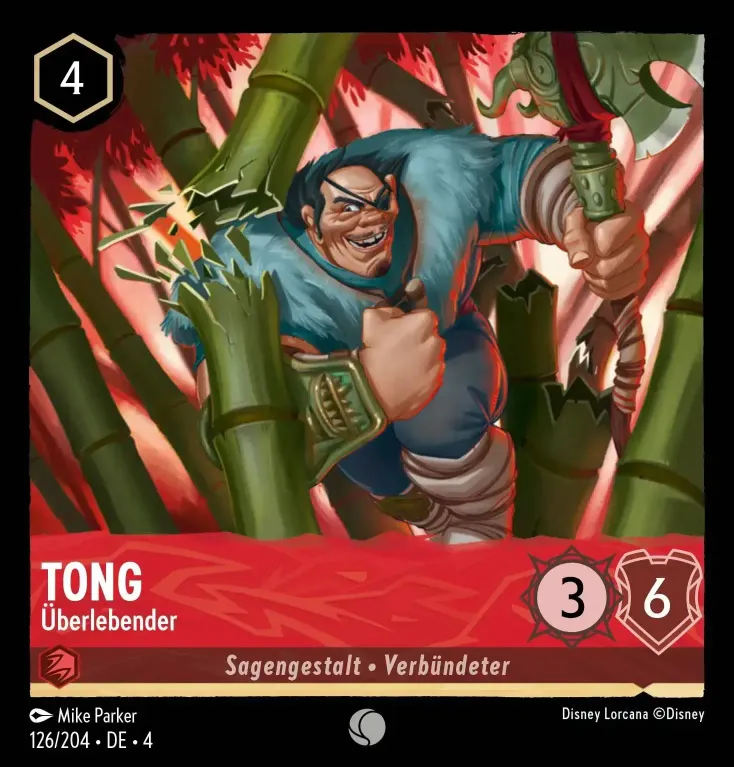 4
TONG
Überlebender
3
6
Sagengestalt • Verbündeter
Mike Parker
Disney Lorcana ©Disney
126/204 • DE • 4